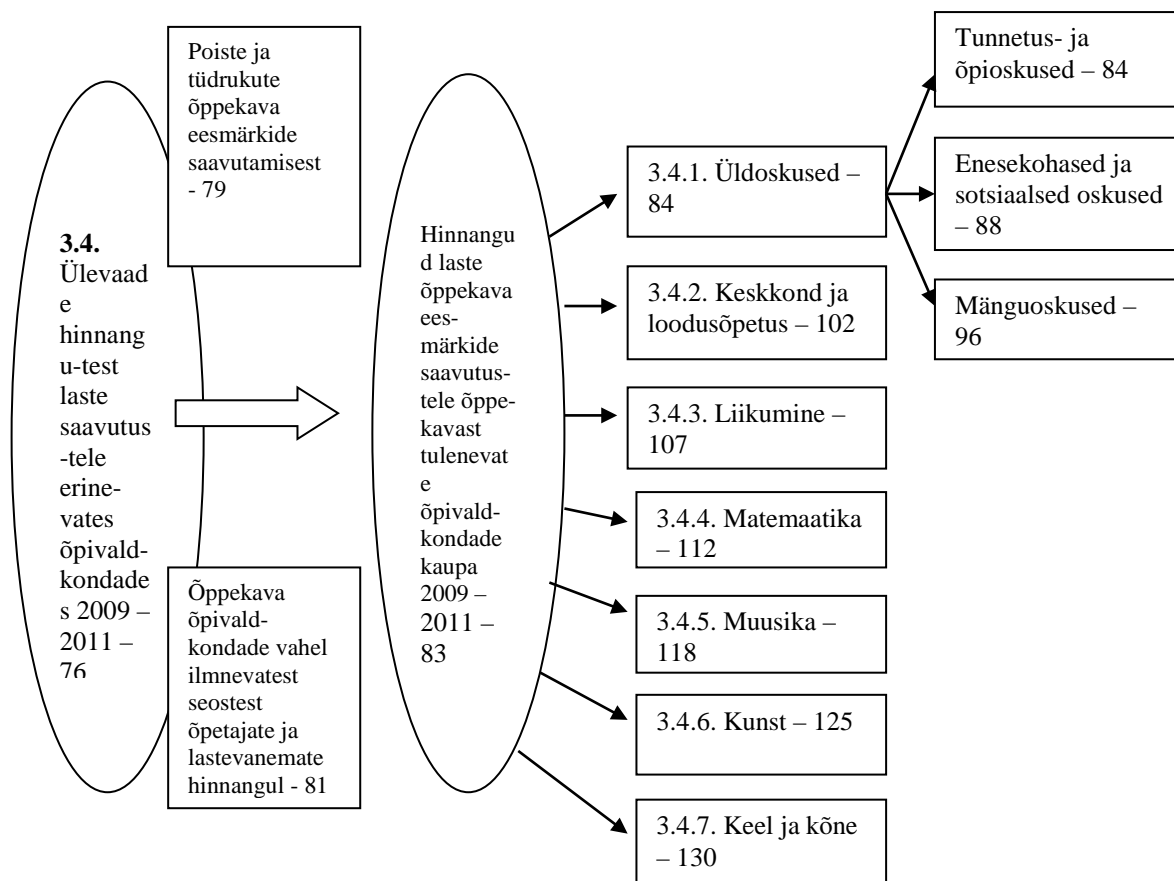 Poiste ja
tüdrukute
õppekava
eesmärkide
saavutamisest
- 79
3.4.
Ülevaad
e
hinnang
u-test
laste
saavutus
-tele
erine-
vates
õpivald-
kondade
s 2009 –
2011 –
76
Õppekava
õpivald-
kondade vahel
ilmnevatest
seostest
õpetajate ja
lastevanemate
hinnangul - 81
Hinnangu
d laste
õppekava
ees-
märkide
saavutus-
tele õppe-
kavast
tulenevat
e
õpivald-
kondade
kaupa
2009 –
2011 –
83
3.4.1. Üldoskused –
84
Tunnetus- ja
õpioskused – 84
Enesekohased ja
sotsiaalsed oskused
– 88
Mänguoskused –
96
3.4.2. Keskkond ja
loodusõpetus – 102
3.4.3. Liikumine –
107
3.4.4. Matemaatika
– 112
3.4.5. Muusika –
118
3.4.6. Kunst – 125
3.4.7. Keel ja kõne
– 130